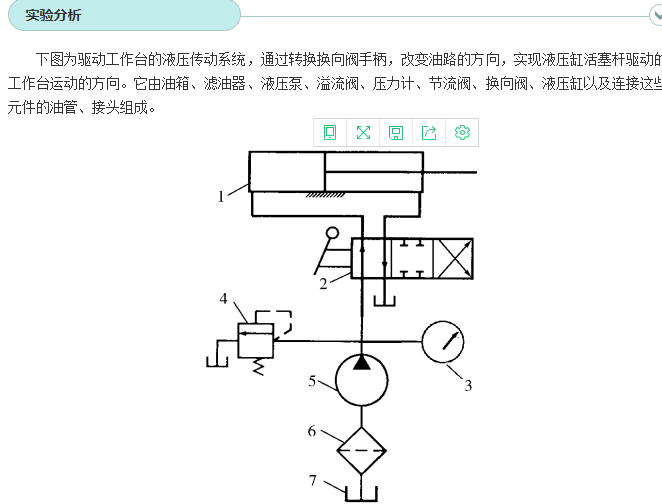 实验分析
下图为驱动工作台的液压传动系统，通过转换换向阀手柄，改变油路的方向，实现液压缸活塞杆驱动的
工作台运动的方向。它由油箱、滤油器、液压泵、溢流阀、压力计、节流阀、换向阀、液压缸以及连接这些
元件的油管、接头组成。
1
2
4
3
5
6
7